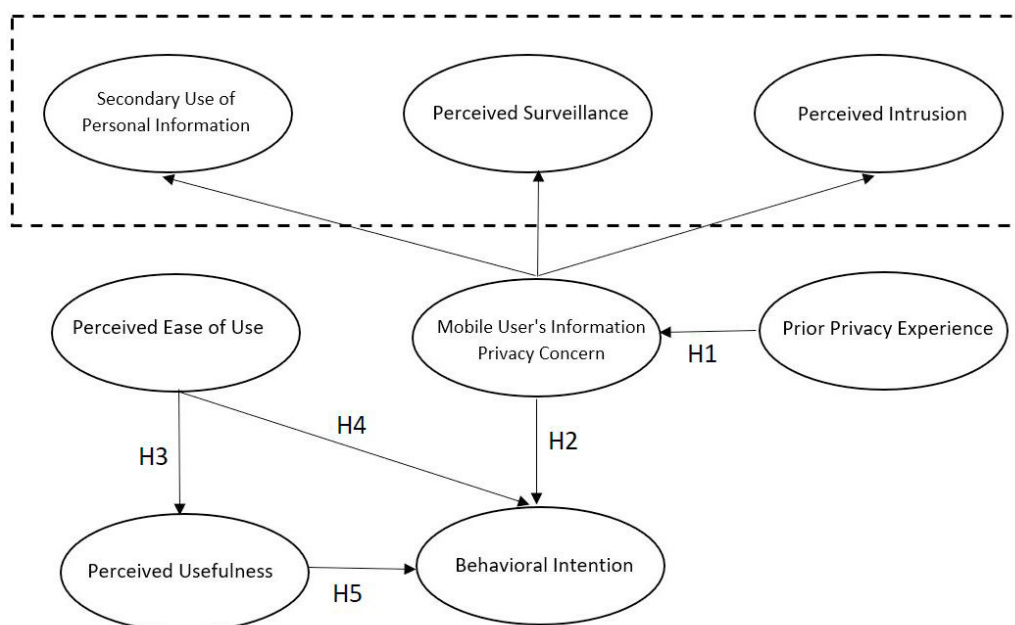 Secondary Use of
Personal Information
Perceived Surveillance
Perceived Intrusion
Perceived Ease of Use
Mobile User's Information
Privacy Concern
Prior Privacy Experience
H1
H4
H2
H3
Perceived Usefulness
Behavioral Intention
H5